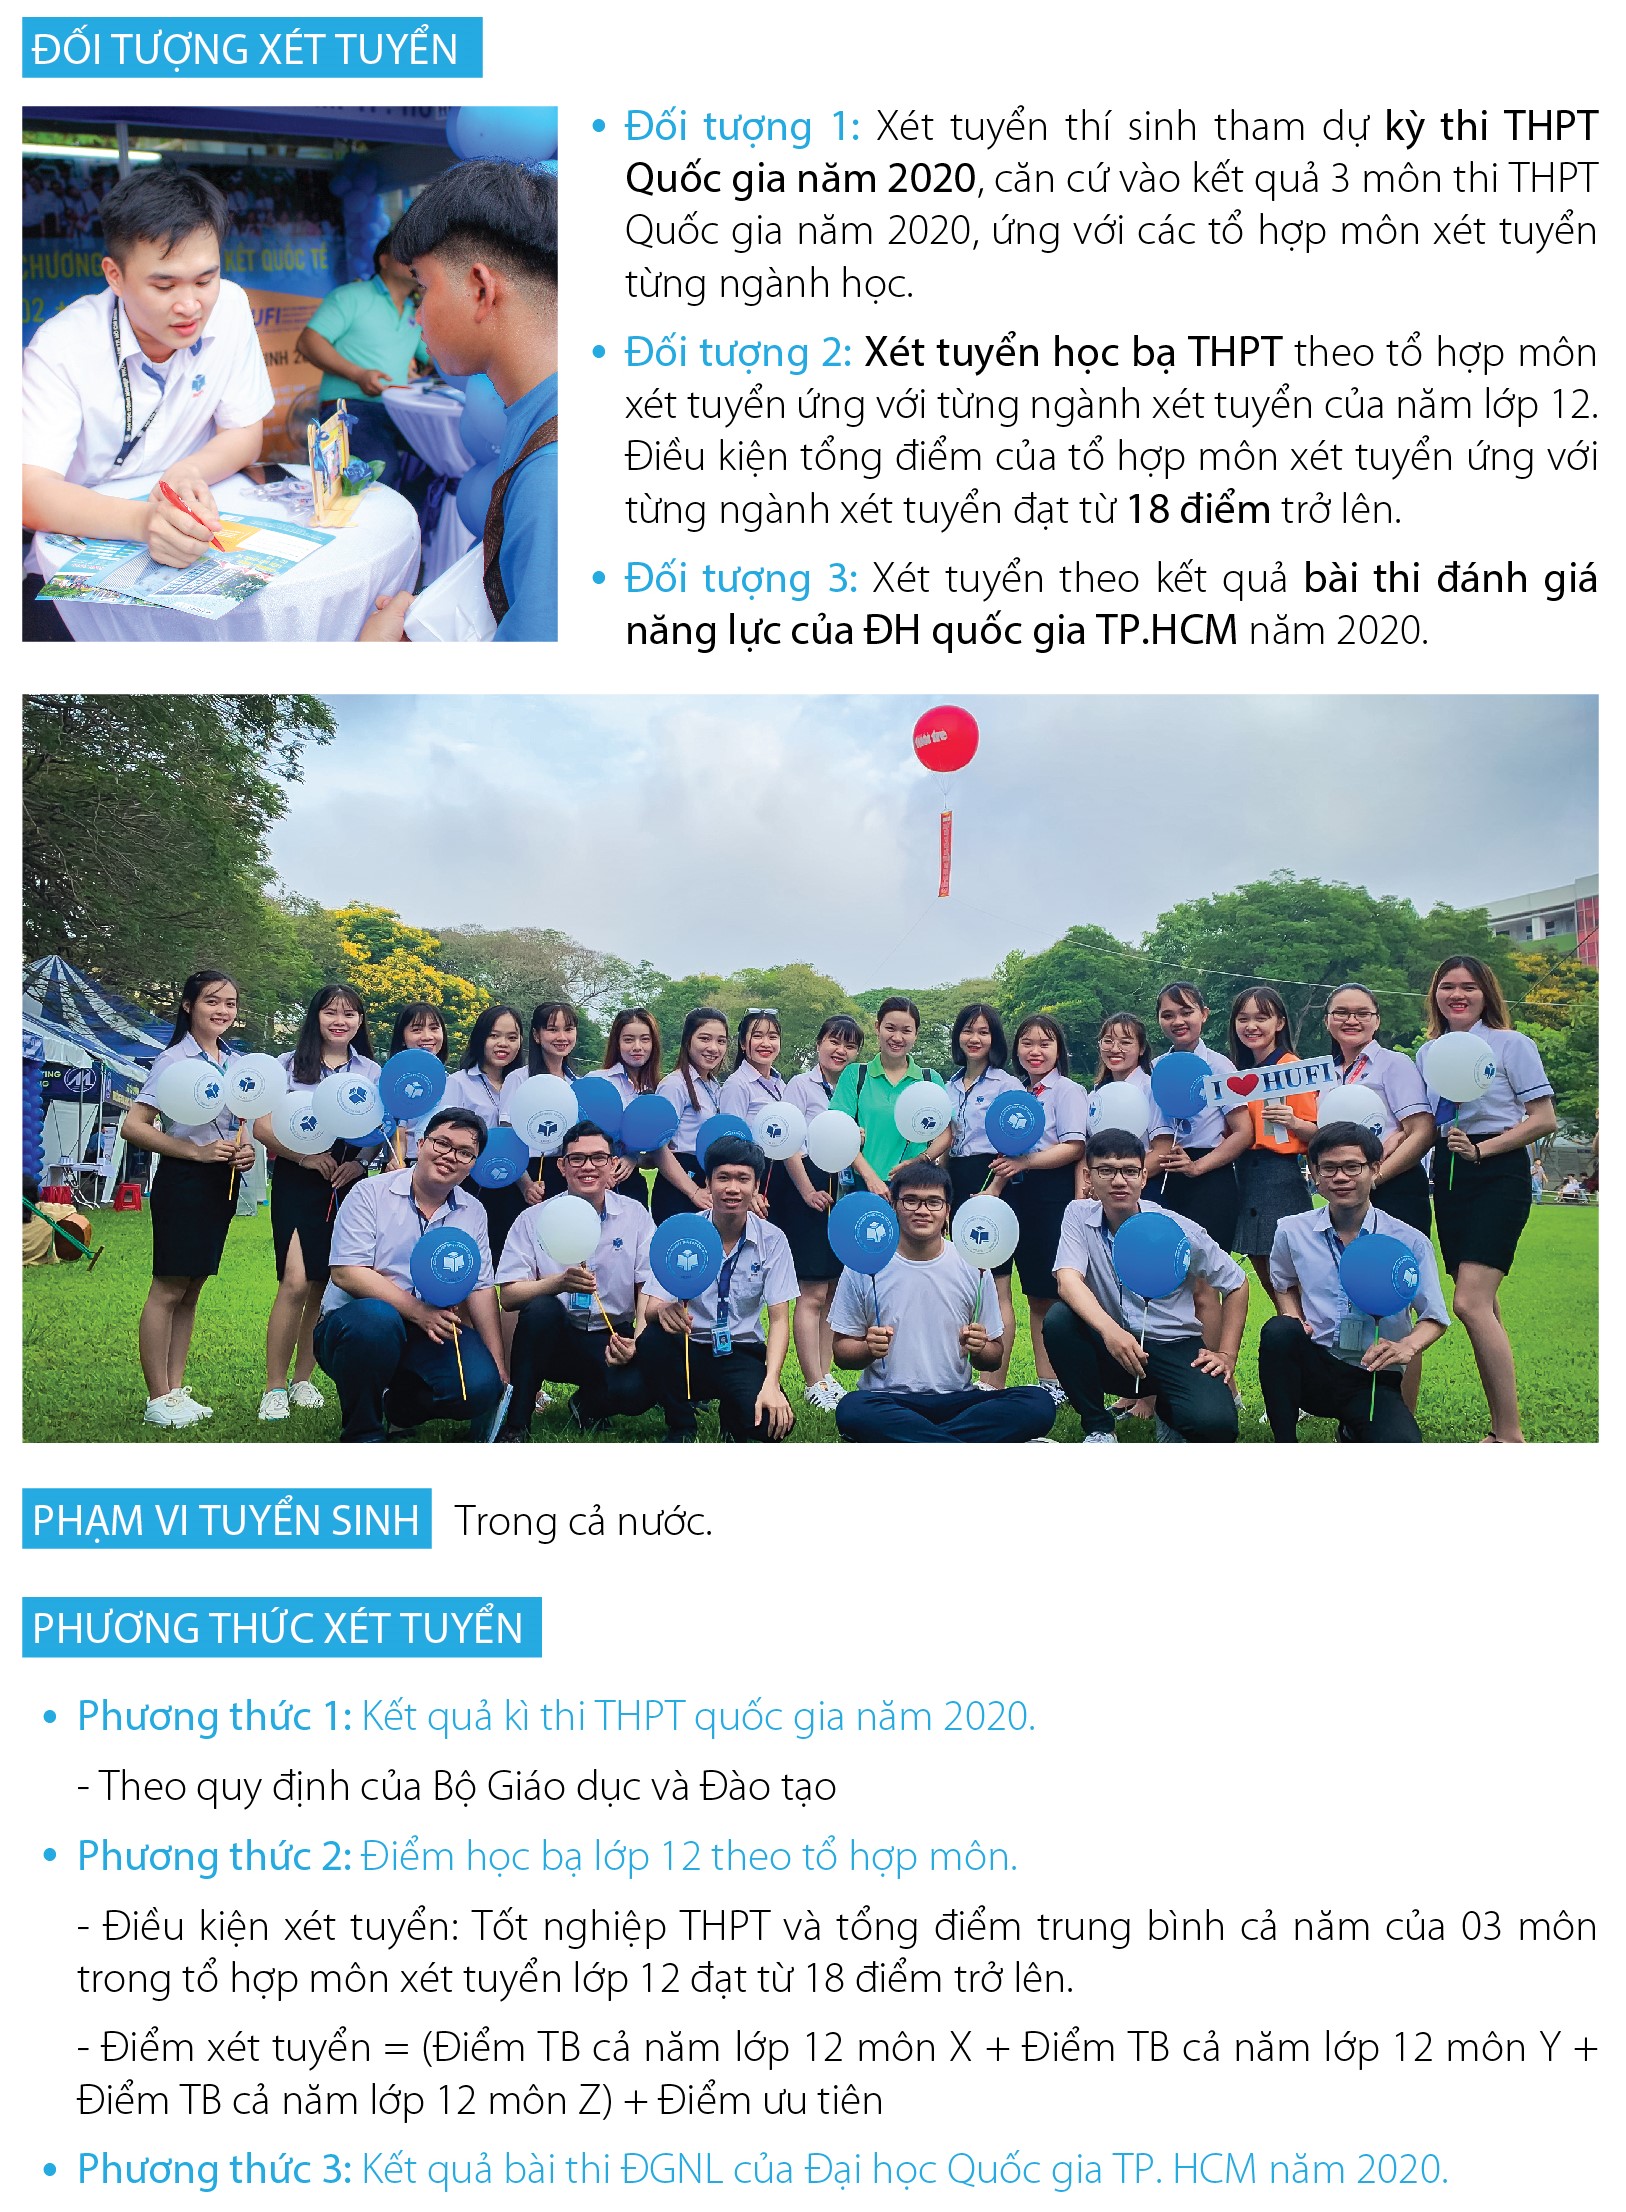 ĐỐI TƯỢNG XÉT TUYỂN
• Đối tượng 1: Xét tuyển thí sinh tham dự kỳ thi THPT
Quốc gia năm 2020, căn cứ vào kết quả 3 môn thi THPT
Quốc gia năm 2020, ứng với các tổ hợp môn xét tuyển
từng ngành học.
• Đối tượng 2: Xét tuyển học bạ THPT theo tổ hợp môn
xét tuyển ứng với từng ngành xét tuyển của năm lớp 12.
Điều kiện tổng điểm của tổ hợp môn xét tuyển ứng với
từng ngành xét tuyển đạt từ 18 điểm trở lên.
• Đối tượng 3: Xét tuyển theo kết quả bài thi đánh giá
năng lực của ĐH quốc gia TP.HCM năm 2020.
KẾT QUỐC TẾ
I ❤ HUFI
PHẠM VI TUYỂN SINH Trong cả nước.
PHƯƠNG THỨC XÉT TUYỂN
• Phương thức 1: Kết quả kì thi THPT quốc gia năm 2020.
- Theo quy định của Bộ Giáo dục và Đào tạo
• Phương thức 2: Điểm học bạ lớp 12 theo tổ hợp môn.
- Điều kiện xét tuyển: Tốt nghiệp THPT và tổng điểm trung bình cả năm của 03 môn
trong tổ hợp môn xét tuyển lớp 12 đạt từ 18 điểm trở lên.
- Điểm xét tuyển = (Điểm TB cả năm lớp 12 môn X + Điểm TB cả năm lớp 12 môn Y +
Điểm TB cả năm lớp 12 môn Z) + Điểm ưu tiên
• Phương thức 3: Kết quả bài thi ĐGNL của Đại học Quốc gia TP. HCM năm 2020.